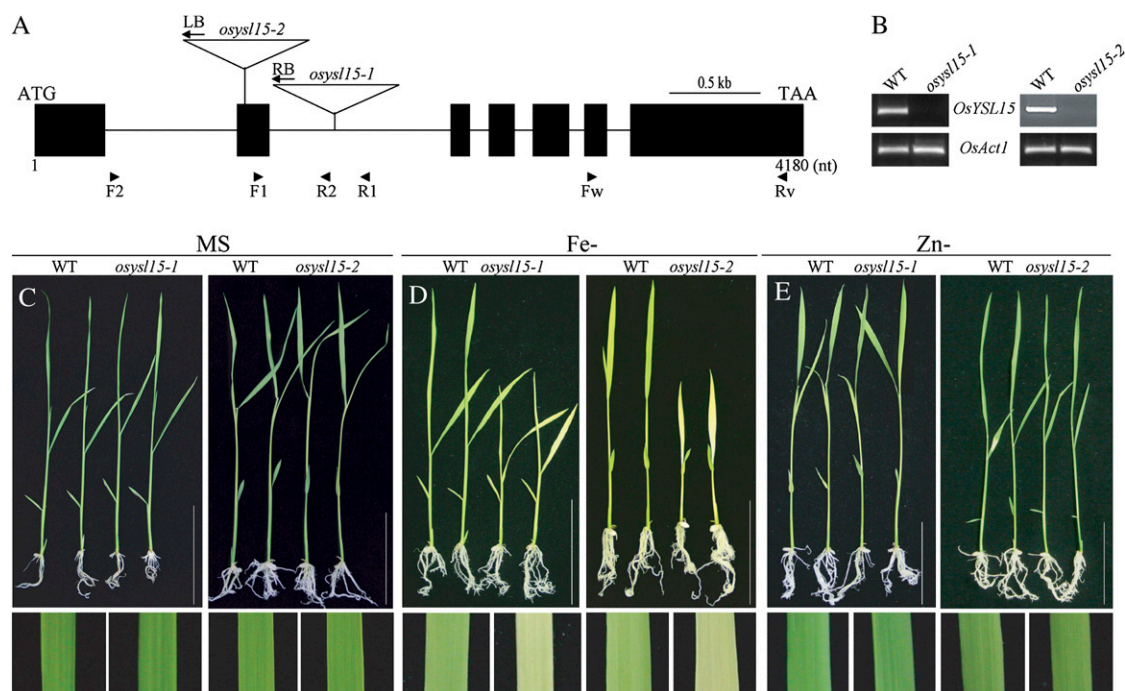 A
LB
osysl15-2
RB
osysl15-1
0.5 kb
ATG
TAA
1
4180 (nt)
F2
F1
R2
R1
Fw
Rv
B
WT
osysl15-1
WT
osysl15-2
OsYSL15
OsAct1
MS
Fe-
Zn-
WT osysl15-1
WT osysl15-2
WT osysl15-1
WT osysl15-2
WT osysl15-1
WT osysl15-2
C
D
E